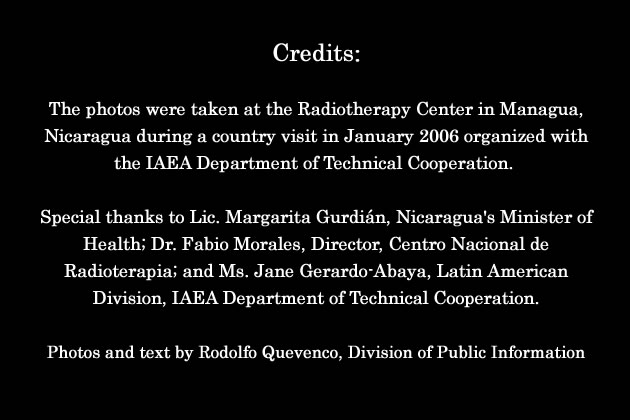 Credits:
The photos were taken at the Radiotherapy Center in Managua,
Nicaragua during a country visit in January 2006 organized with
the IAEA Department of Technical Cooperation.
Special thanks to Lic. Margarita Gurdián, Nicaragua's Minister of
Health; Dr. Fabio Morales, Director, Centro Nacional de
Radioterapia; and Ms. Jane Gerardo-Abaya, Latin American
Division, IAEA Department of Technical Cooperation.
Photos and text by Rodolfo Quevenco, Division of Public Information